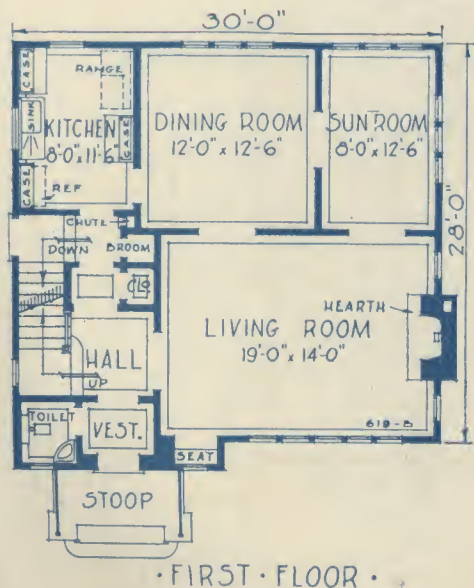 30'-0"
CASE
RANGE
SINK
KITCHEN
8'-0" x 11'-6"
CASE
CASE
REF
DINING ROOM
12'-0" x 12'-6"
SUN ROOM
8'-0" x 12'-6"
28'-0"
CHUTE
DOWN
BROOM
CLO
HEARTH
LIVING ROOM
19'-0" x 14'-0"
HALL
UP
TOILET
VEST.
619-B
SEAT
STOOP
· FIRST · FLOOR ·